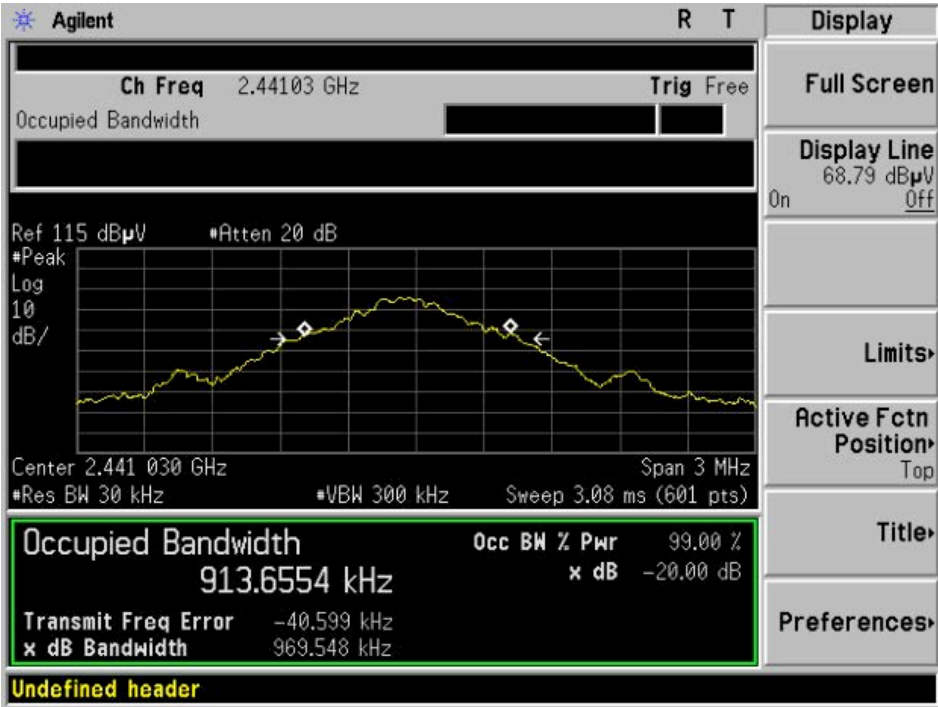 Agilent R T
Ch Freq 2.44103 GHz Trig Free
Occupied Bandwidth
Ref 115 dBµV #Atten 20 dB
#Peak
Log
10
dB/
Center 2.441 030 GHz Span 3 MHz
#Res BW 30 kHz #VBW 300 kHz Sweep 3.08 ms (601 pts)
Occupied Bandwidth Occ BW % Pwr 99.00 %
913.6554 kHz x dB -20.00 dB
Transmit Freq Error -40.599 kHz
x dB Bandwidth 969.548 kHz
Undefined header
Display
Full Screen
Display Line
68.79 dBµV
On Off
Limits
Active Fctn
Position
Top
Title
Preferences